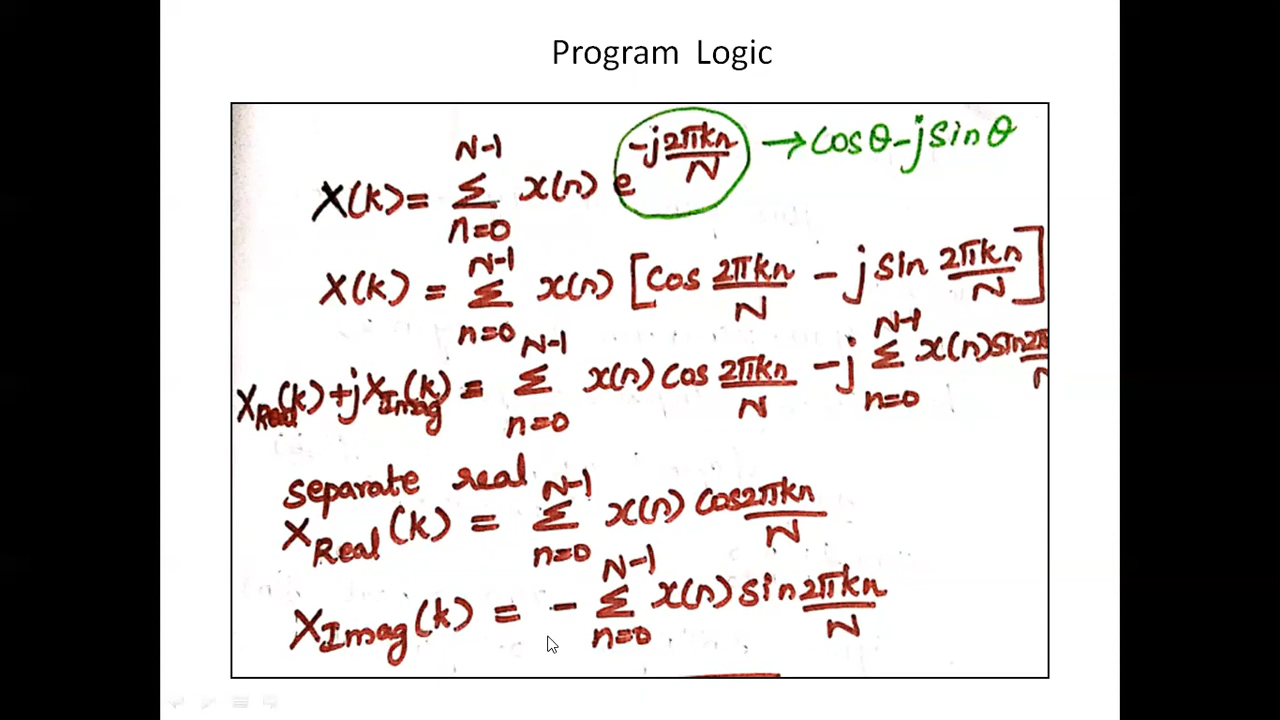 Program Logic
X(k) = Σ_{n=0}^{N-1} x(n) e^{-j2πkn/N} → cosθ - j sinθ
X(k) = Σ_{n=0}^{N-1} x(n) [cos 2πkn/N - j sin 2πkn/N]
X_Real(k) + jX_Imag(k) = Σ_{n=0}^{N-1} x(n) cos 2πkn/N - j Σ_{n=0}^{N-1} x(n) sin 2π
separate real
X_Real(k) = Σ_{n=0}^{N-1} x(n) cos 2πkn/N
X_Imag(k) = - Σ_{n=0}^{N-1} x(n) sin 2πkn/N